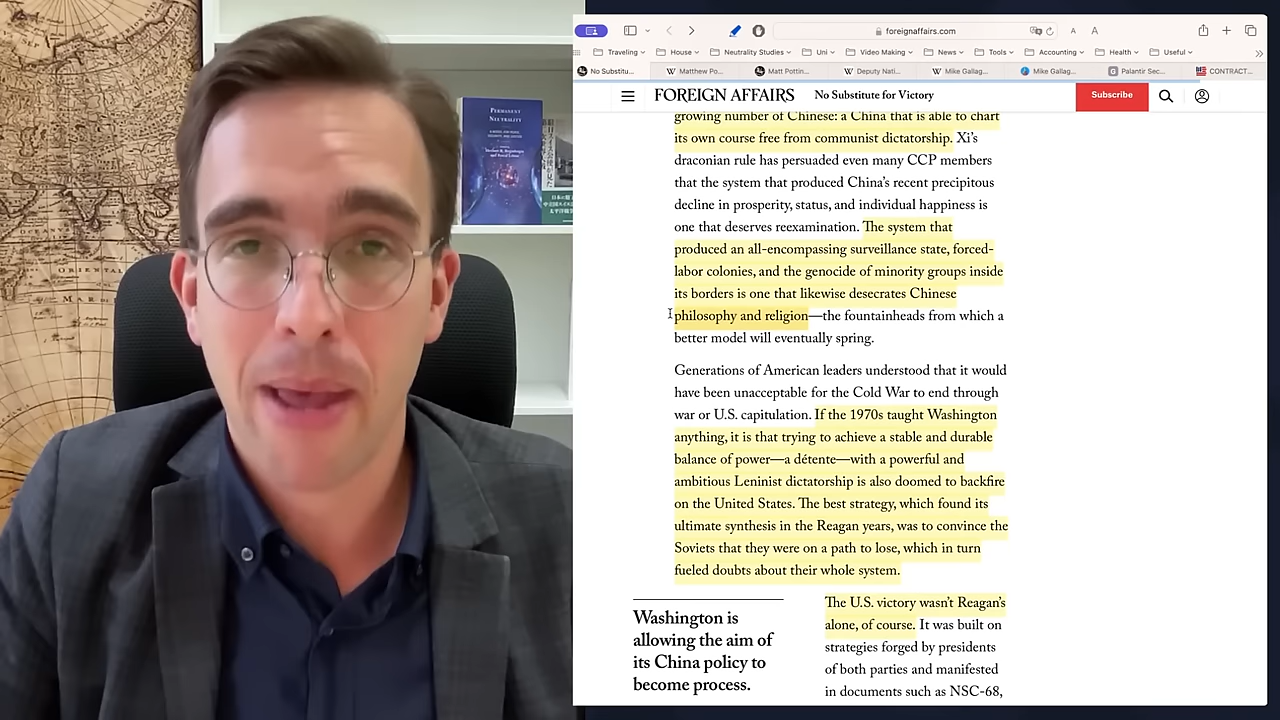 foreignaffairs.com
A
A
Traveling
House
Neutrality Studies
Uni
Video Making
News
Tools
Accounting
Health
Useful
No Substitu...
Matthew Po...
Matt Pottin...
Deputy Nati...
Mike Gallag...
Mike Gallag...
Palantir Sec...
CONTRACT...
FOREIGN AFFAIRS
No Substitute for Victory
Subscribe
growing number of Chinese: a China that is able to chart
its own course free from communist dictatorship. Xi’s
draconian rule has persuaded even many CCP members
that the system that produced China’s recent precipitous
decline in prosperity, status, and individual happiness is
one that deserves reexamination. The system that
produced an all-encompassing surveillance state, forced-
labor colonies, and the genocide of minority groups inside
its borders is one that likewise desecrates Chinese
philosophy and religion—the fountainheads from which a
better model will eventually spring.
Generations of American leaders understood that it would
have been unacceptable for the Cold War to end through
war or U.S. capitulation. If the 1970s taught Washington
anything, it is that trying to achieve a stable and durable
balance of power—a détente—with a powerful and
ambitious Leninist dictatorship is also doomed to backfire
on the United States. The best strategy, which found its
ultimate synthesis in the Reagan years, was to convince the
Soviets that they were on a path to lose, which in turn
fueled doubts about their whole system.
Washington is
allowing the aim of
its China policy to
become process.
The U.S. victory wasn’t Reagan’s
alone, of course. It was built on
strategies forged by presidents
of both parties and manifested
in documents such as NSC-68,
PERMANENT
NEUTRALITY
ORIENTAL